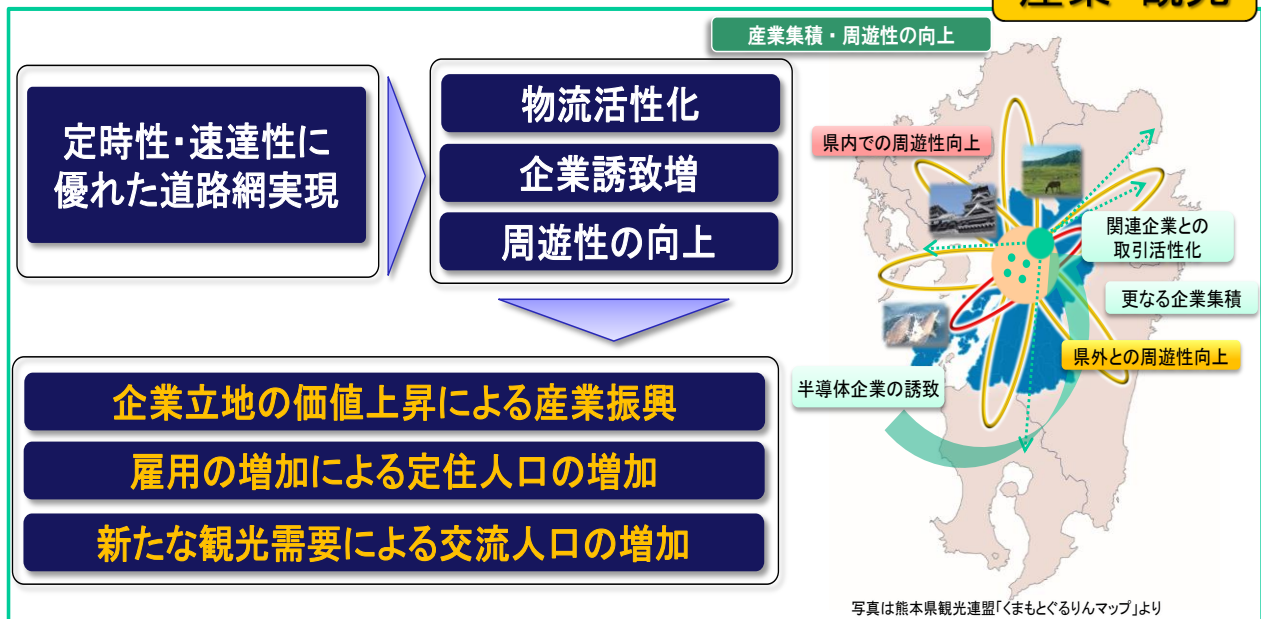 産業・観光
産業集積・周遊性の向上
定時性・速達性に
優れた道路網実現
物流活性化
企業誘致増
周遊性の向上
企業立地の価値上昇による産業振興
雇用の増加による定住人口の増加
新たな観光需要による交流人口の増加
県内での周遊性向上
関連企業との
取引活性化
更なる企業集積
県外との周遊性向上
半導体企業の誘致
写真は熊本県観光連盟「くまもとぐるりんマップ」より